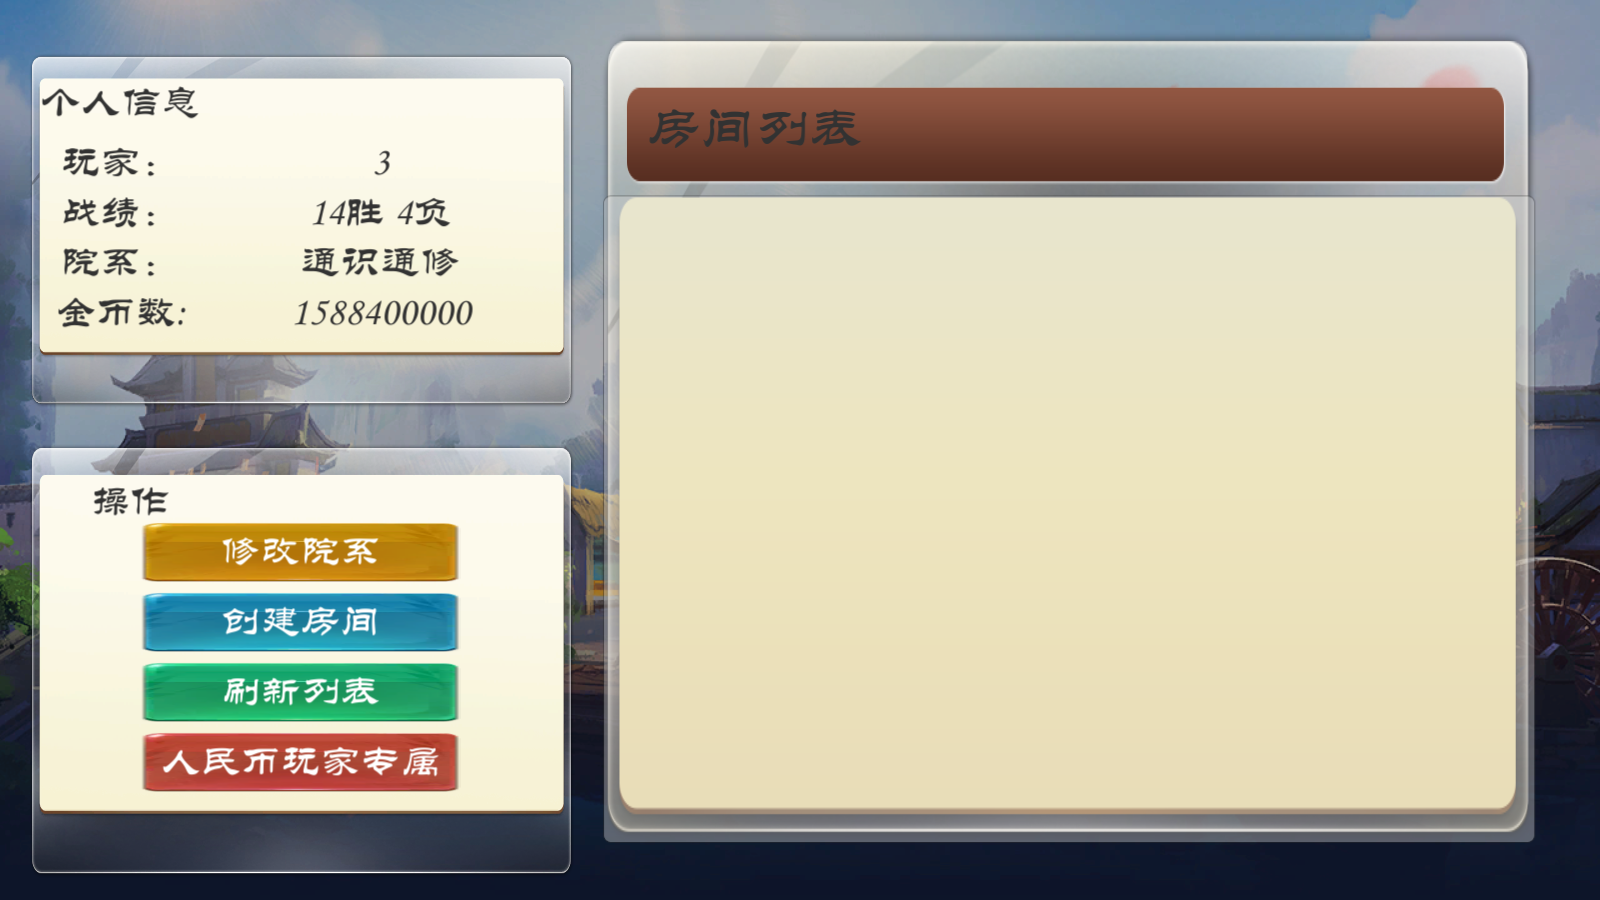 个人信息
玩家： 3
战绩： 14胜 4负
院系： 通识通修
金币数: 1588400000
操作
修改院系
创建房间
刷新列表
人民币玩家专属
房间列表